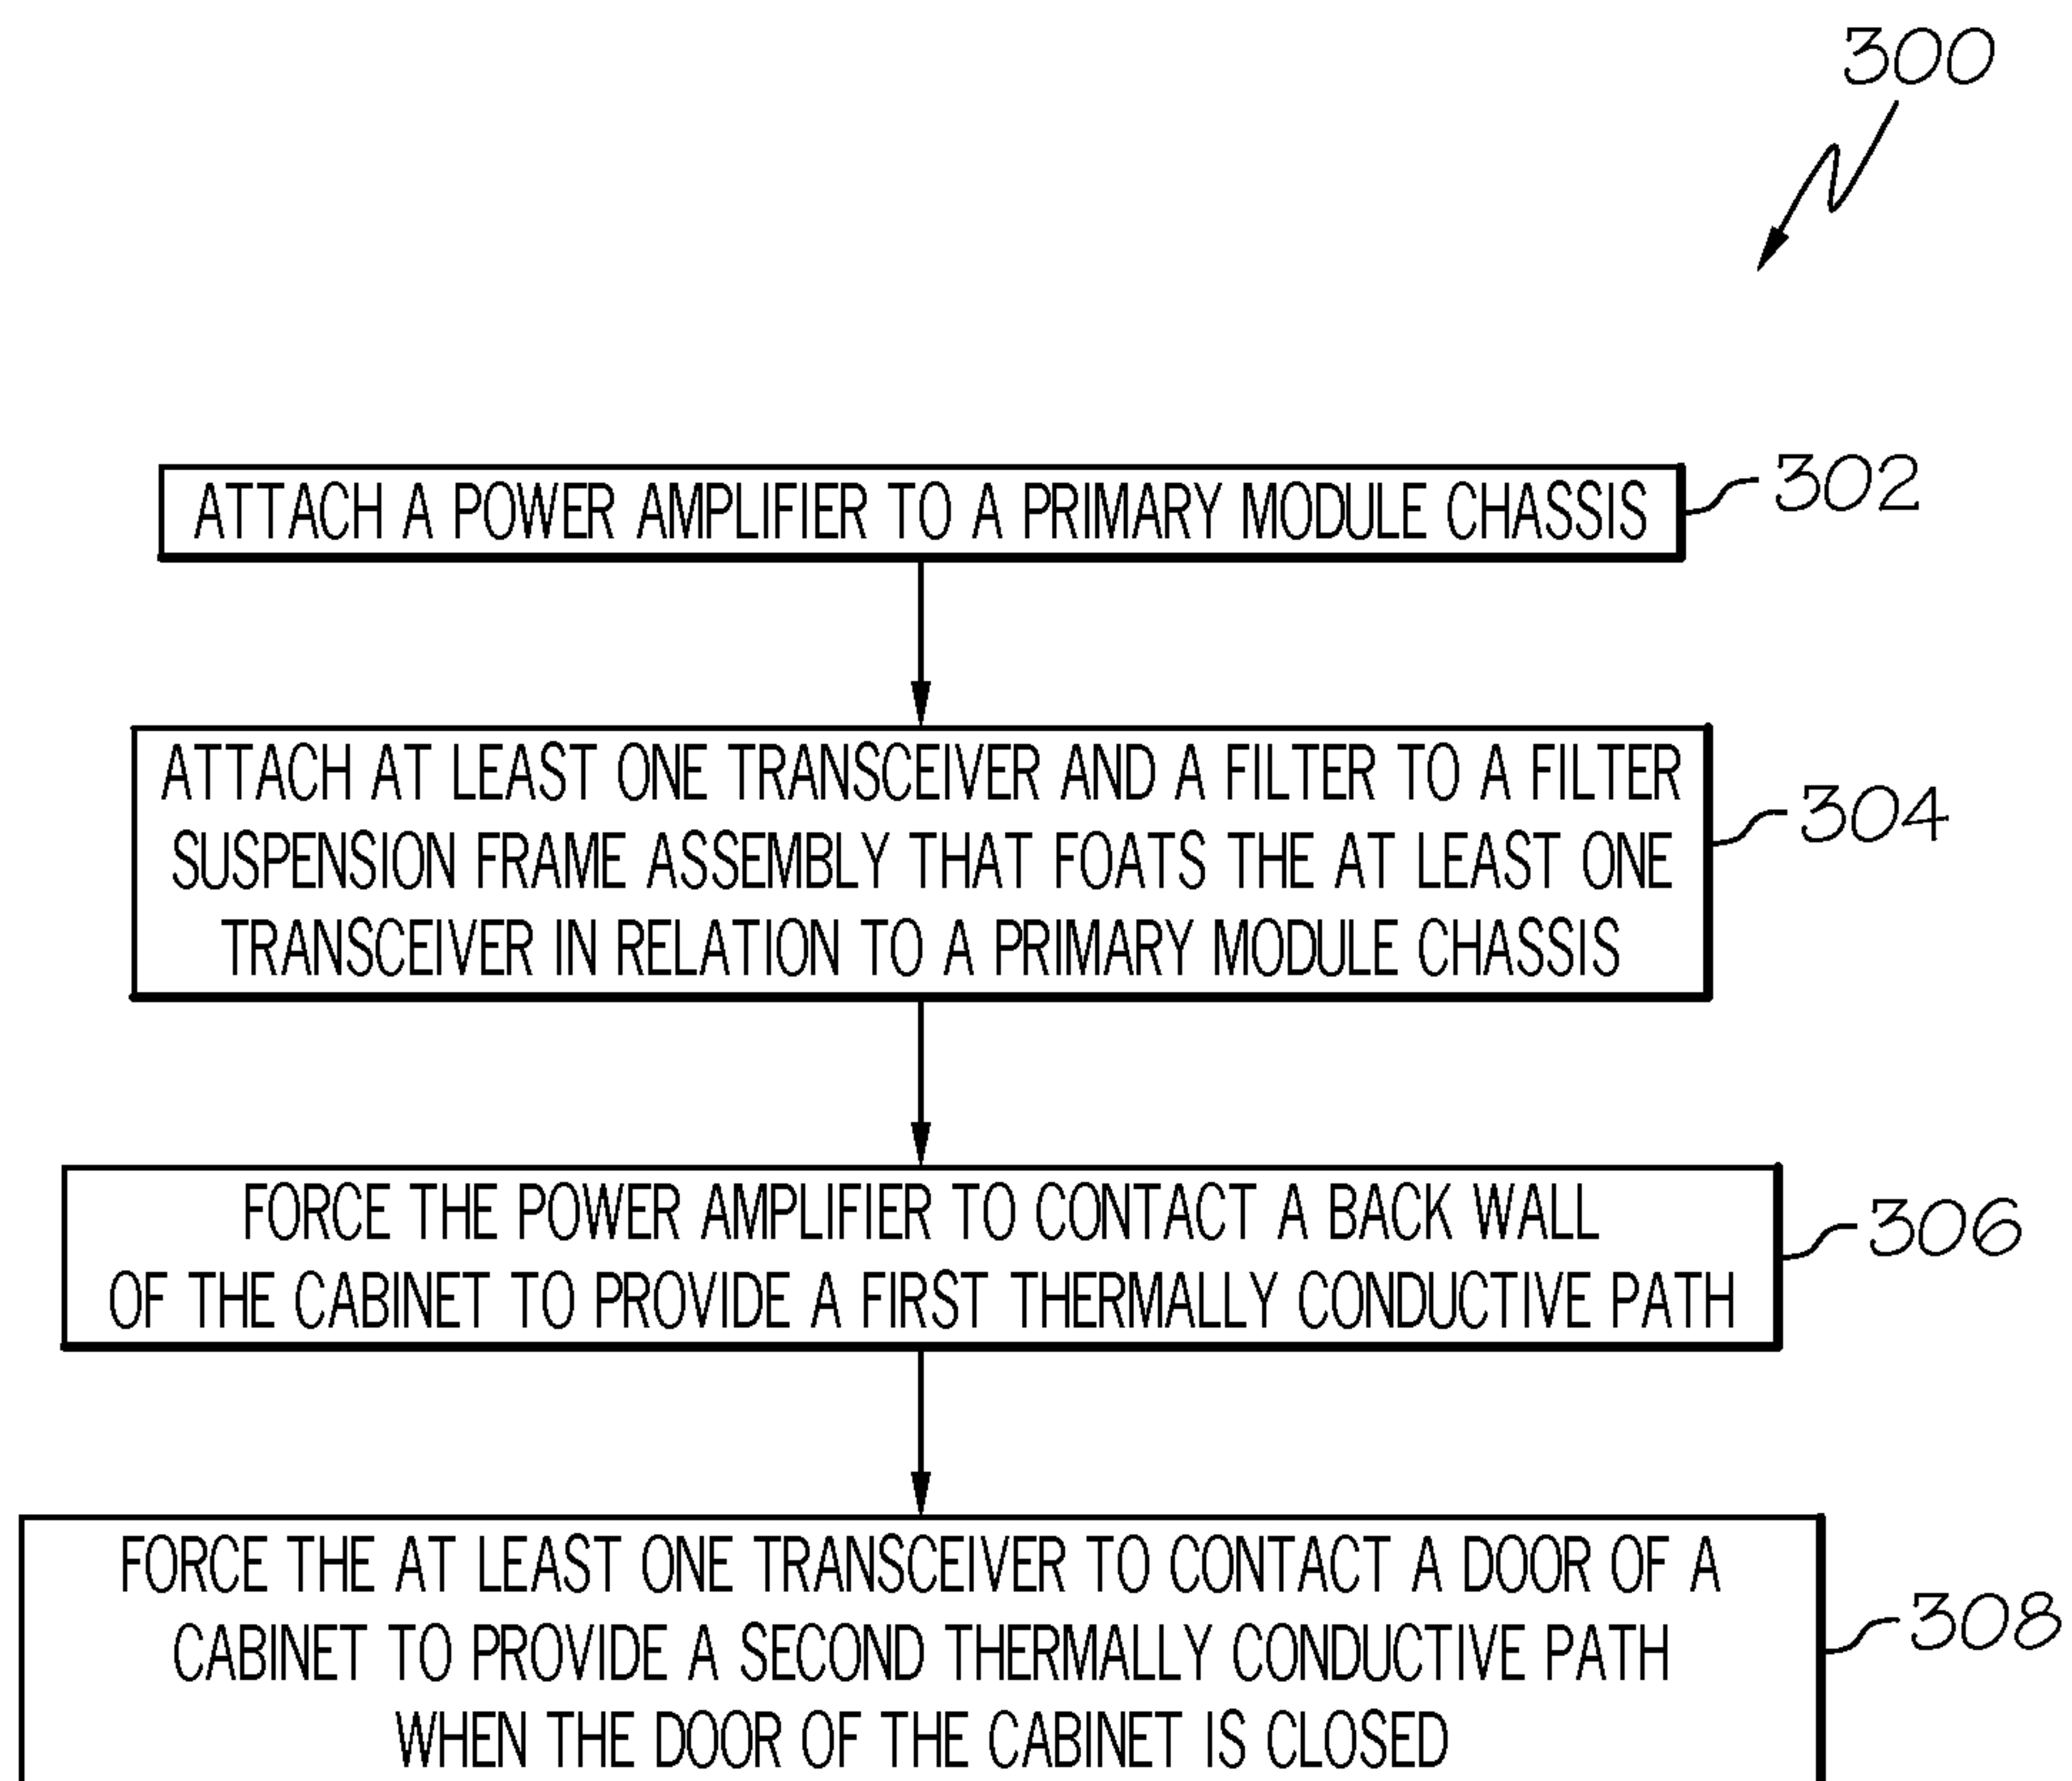 300
ATTACH A POWER AMPLIFIER TO A PRIMARY MODULE CHASSIS
302
ATTACH AT LEAST ONE TRANSCEIVER AND A FILTER TO A FILTER
SUSPENSION FRAME ASSEMBLY THAT FOATS THE AT LEAST ONE
TRANSCEIVER IN RELATION TO A PRIMARY MODULE CHASSIS
304
FORCE THE POWER AMPLIFIER TO CONTACT A BACK WALL
OF THE CABINET TO PROVIDE A FIRST THERMALLY CONDUCTIVE PATH
306
FORCE THE AT LEAST ONE TRANSCEIVER TO CONTACT A DOOR OF A
CABINET TO PROVIDE A SECOND THERMALLY CONDUCTIVE PATH
WHEN THE DOOR OF THE CABINET IS CLOSED
308